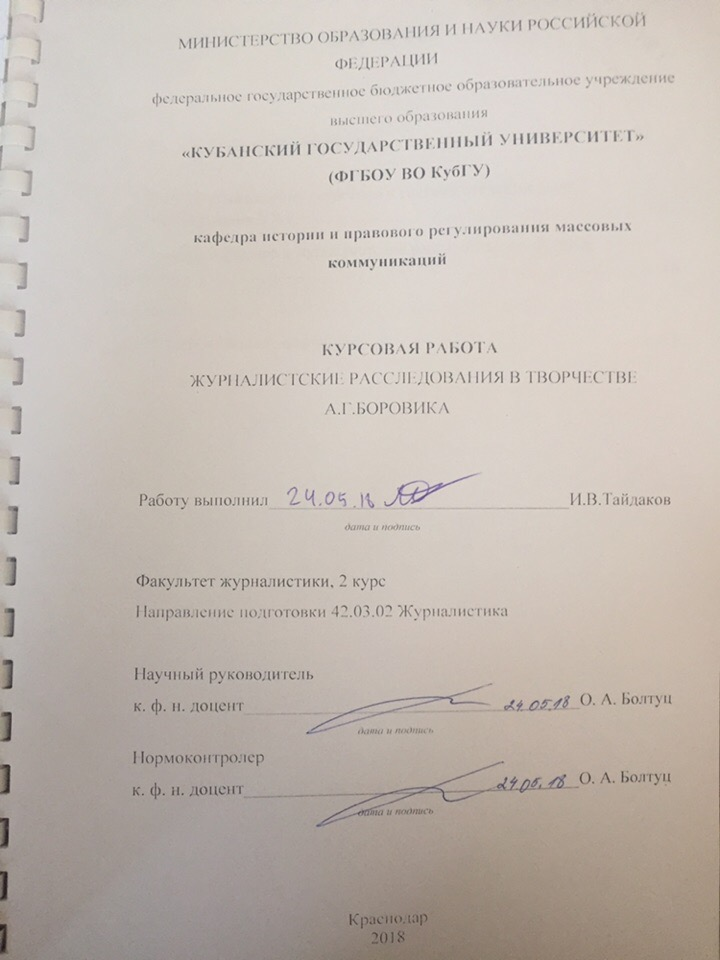 МИНИСТЕРСТВО ОБРАЗОВАНИЯ И НАУКИ РОССИЙСКОЙ
ФЕДЕРАЦИИ
федеральное государственное бюджетное образовательное учреждение
высшего образования
«КУБАНСКИЙ ГОСУДАРСТВЕННЫЙ УНИВЕРСИТЕТ»
(ФГБОУ ВО КубГУ)
кафедра истории и правового регулирования массовых
коммуникаций
КУРСОВАЯ РАБОТА
ЖУРНАЛИСТСКИЕ РАССЛЕДОВАНИЯ В ТВОРЧЕСТВЕ
А.Г.БОРОВИКА
Работу выполнил 24.05.18 И.В.Тайдаков
дата и подпись
Факультет журналистики, 2 курс
Направление подготовки 42.03.02 Журналистика
Научный руководитель
к. ф. н. доцент 24.05.18 О. А. Болтуц
дата и подпись
Нормоконтролер
к. ф. н. доцент 24.05.18 О. А. Болтуц
дата и подпись
Краснодар
2018